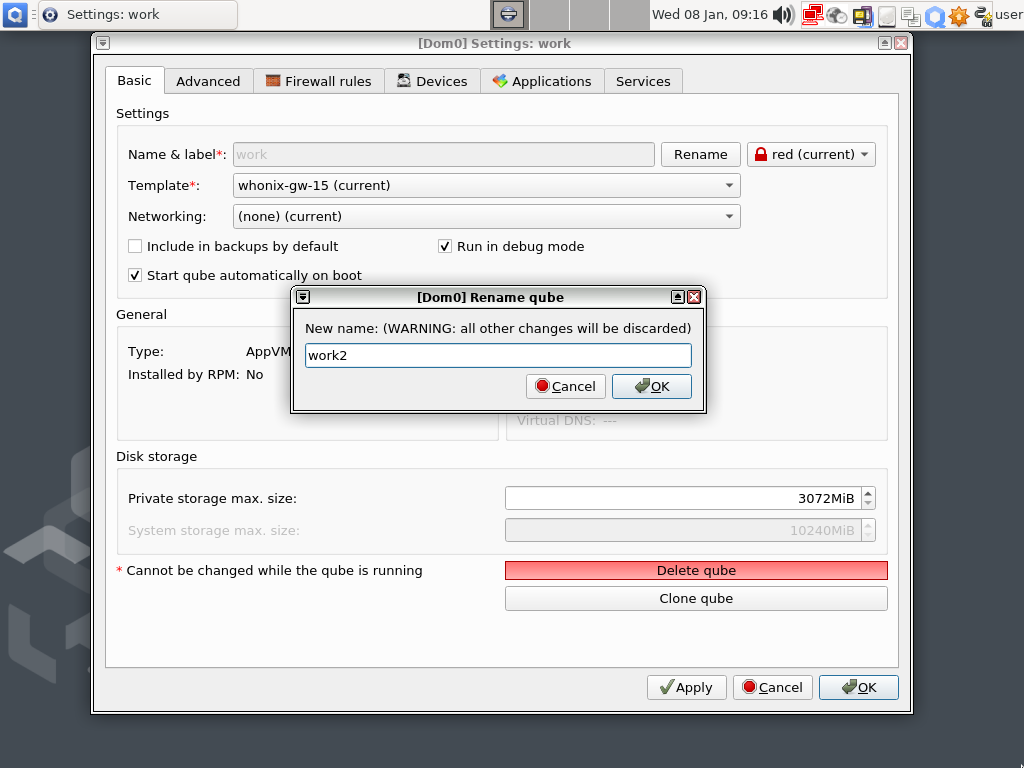 Settings: work
Wed 08 Jan, 09:16
user
[Dom0] Settings: work
Basic
Advanced
Firewall rules
Devices
Applications
Services
Settings
Name & label*:
work
Rename
red (current)
Template*:
whonix-gw-15 (current)
Networking:
(none) (current)
Include in backups by default
Run in debug mode
Start qube automatically on boot
[Dom0] Rename qube
New name: (WARNING: all other changes will be discarded)
work2
Cancel
OK
General
Type:
AppVM
Installed by RPM: No
Virtual DNS: ---
Disk storage
Private storage max. size:
3072MiB
System storage max. size:
10240MiB
* Cannot be changed while the qube is running
Delete qube
Clone qube
Apply
Cancel
OK